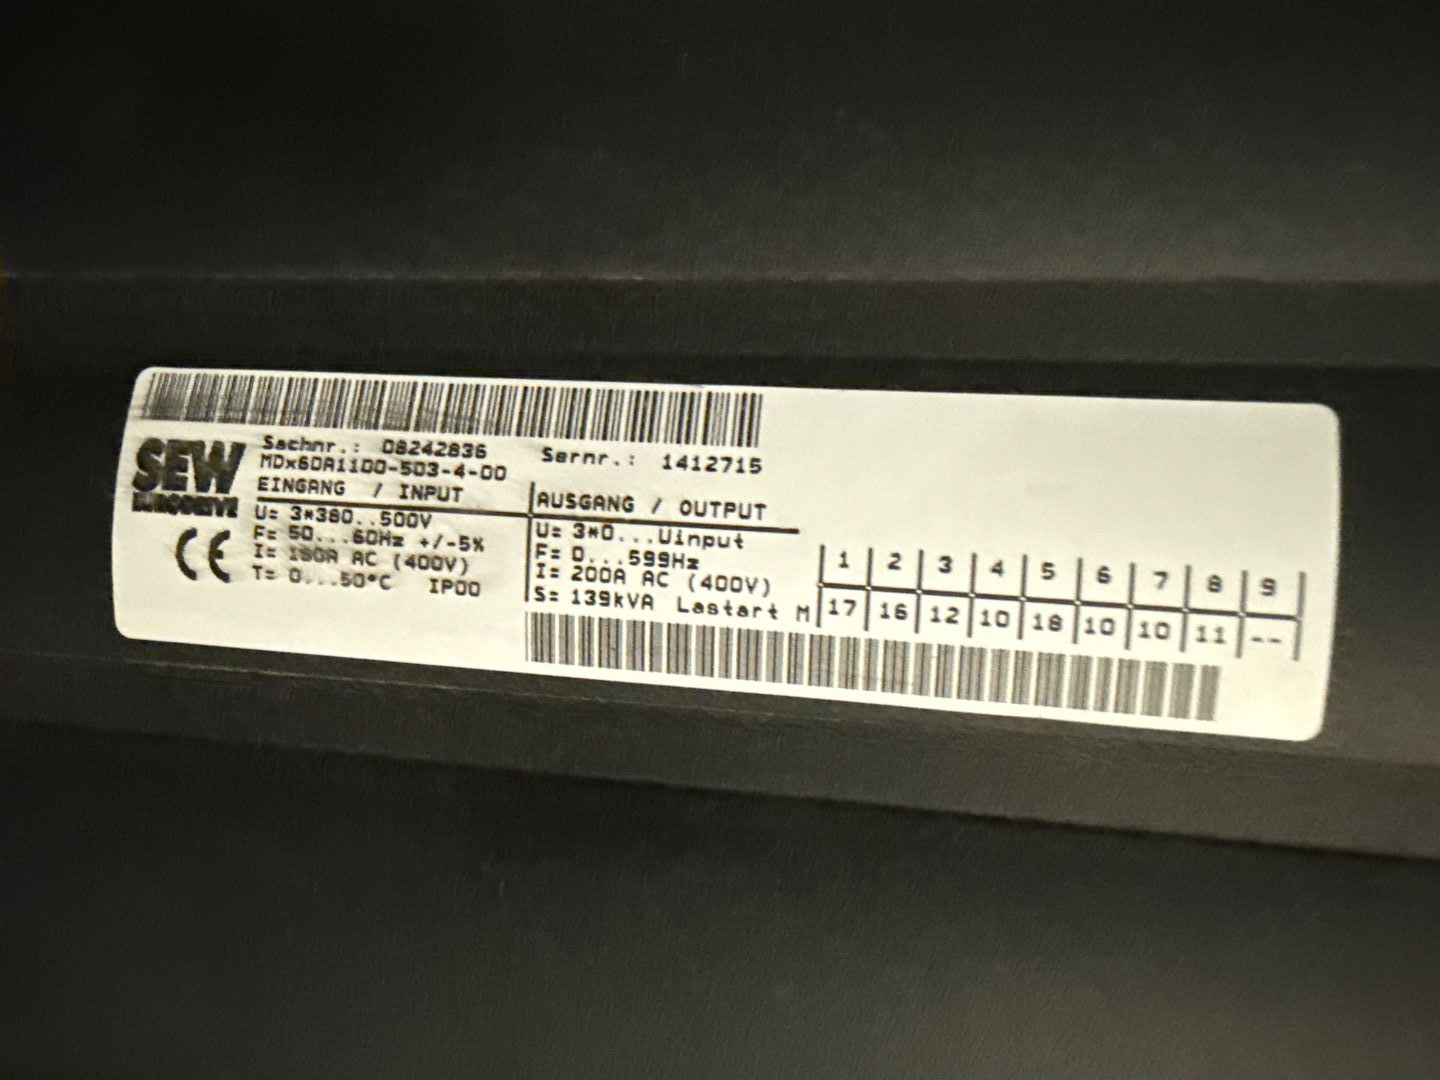 Sachnr.: 08242836 Sernr.: 1412715
MDx60A1100-503-4-00
SEW
EURODRIVE
CE
EINGANG / INPUT
U= 3*380..500V
F= 50...60Hz +/-5%
I= 180A AC (400V)
T= 0...50°C IP00
AUSGANG / OUTPUT
U= 3*0...Uinput
F= 0...599Hz
I= 200A AC (400V)
S= 139kVA Lastart M
1 2 3 4 5 6 7 8 9
17 16 12 10 18 10 10 11 --